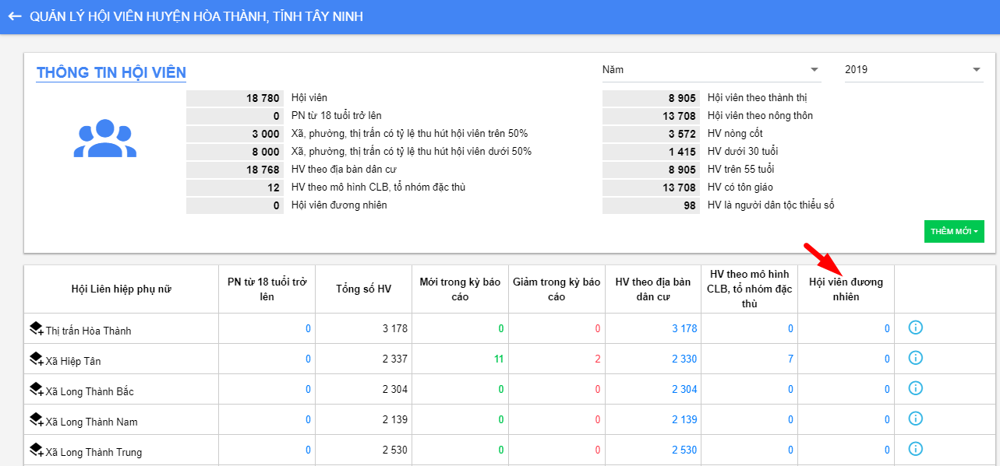 QUẢN LÝ HỘI VIÊN HUYỆN HÒA THÀNH, TỈNH TÂY NINH
THÔNG TIN HỘI VIÊN
Năm 2019
18 780 Hội viên
0 PN từ 18 tuổi trở lên
3 000 Xã, phường, thị trấn có tỷ lệ thu hút hội viên trên 50%
8 000 Xã, phường, thị trấn có tỷ lệ thu hút hội viên dưới 50%
18 768 HV theo địa bàn dân cư
12 HV theo mô hình CLB, tổ nhóm đặc thù
0 Hội viên đương nhiên
8 905 Hội viên theo thành thị
13 708 Hội viên theo nông thôn
3 572 HV nòng cốt
1 415 HV dưới 30 tuổi
8 905 HV trên 55 tuổi
13 708 HV có tôn giáo
98 HV là người dân tộc thiểu số
THÊM MỚI
Hội Liên hiệp phụ nữ
PN từ 18 tuổi trở
lên
Tổng số HV
Mới trong kỳ báo
cáo
Giảm trong kỳ báo
cáo
HV theo địa bàn
dân cư
HV theo mô hình
CLB, tổ nhóm đặc
thù
Hội viên đương
nhiên
Thị trấn Hòa Thành 0 3 178 0 0 3 178 0 0
Xã Hiệp Tân 0 2 337 11 2 2 330 7 0
Xã Long Thành Bắc 0 2 304 0 0 2 304 0 0
Xã Long Thành Nam 0 2 139 0 0 2 139 0 0
Xã Long Thành Trung 0 2 530 0 0 2 530 0 0